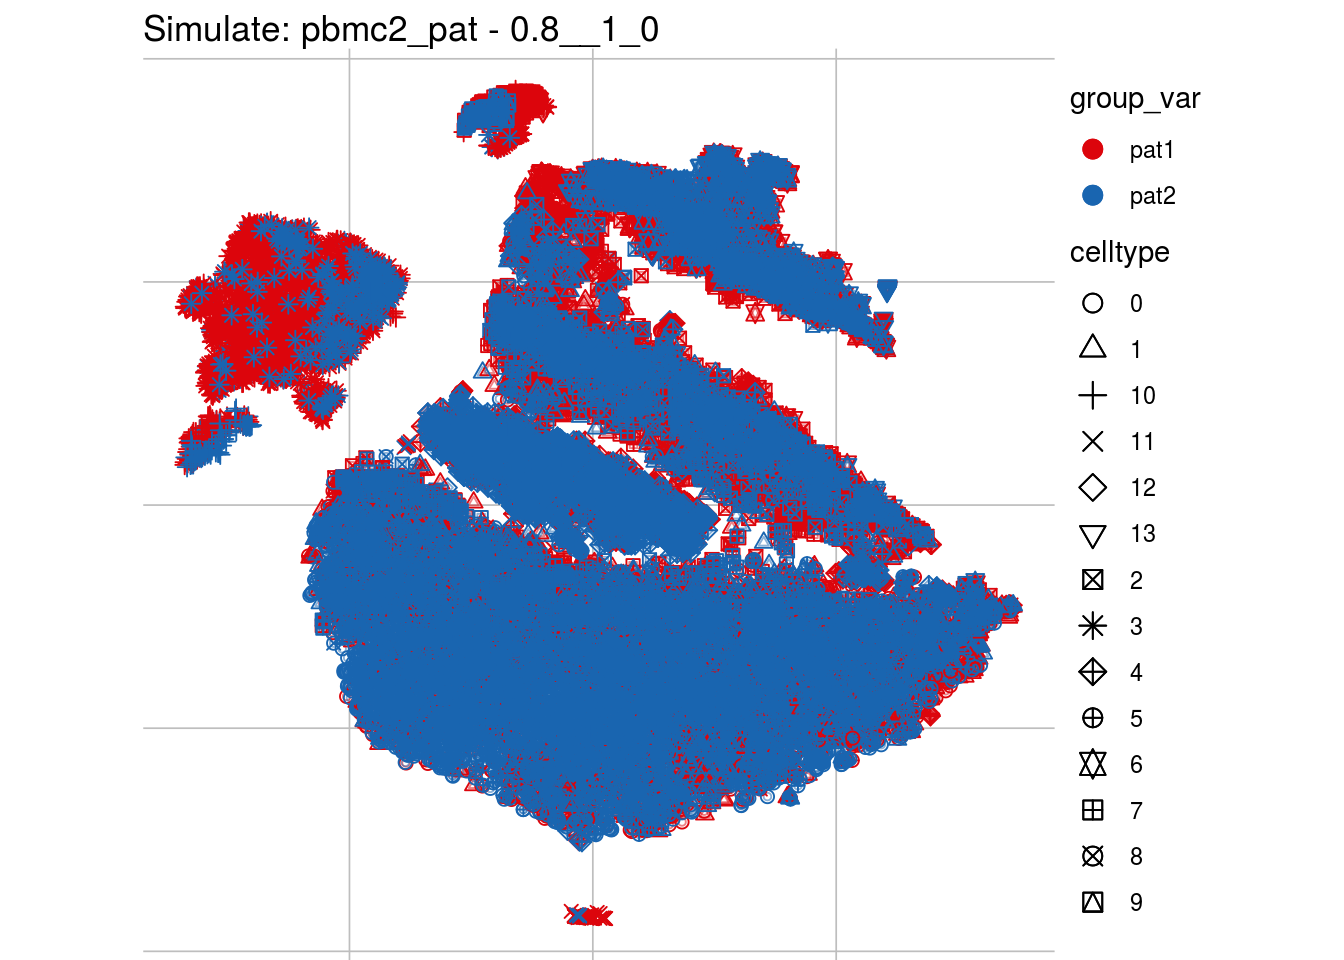 Simulate: pbmc2_pat - 0.8__1_0
group_var
pat1
pat2
celltype
0
1
10
11
12
13
2
3
4
5
6
7
8
9